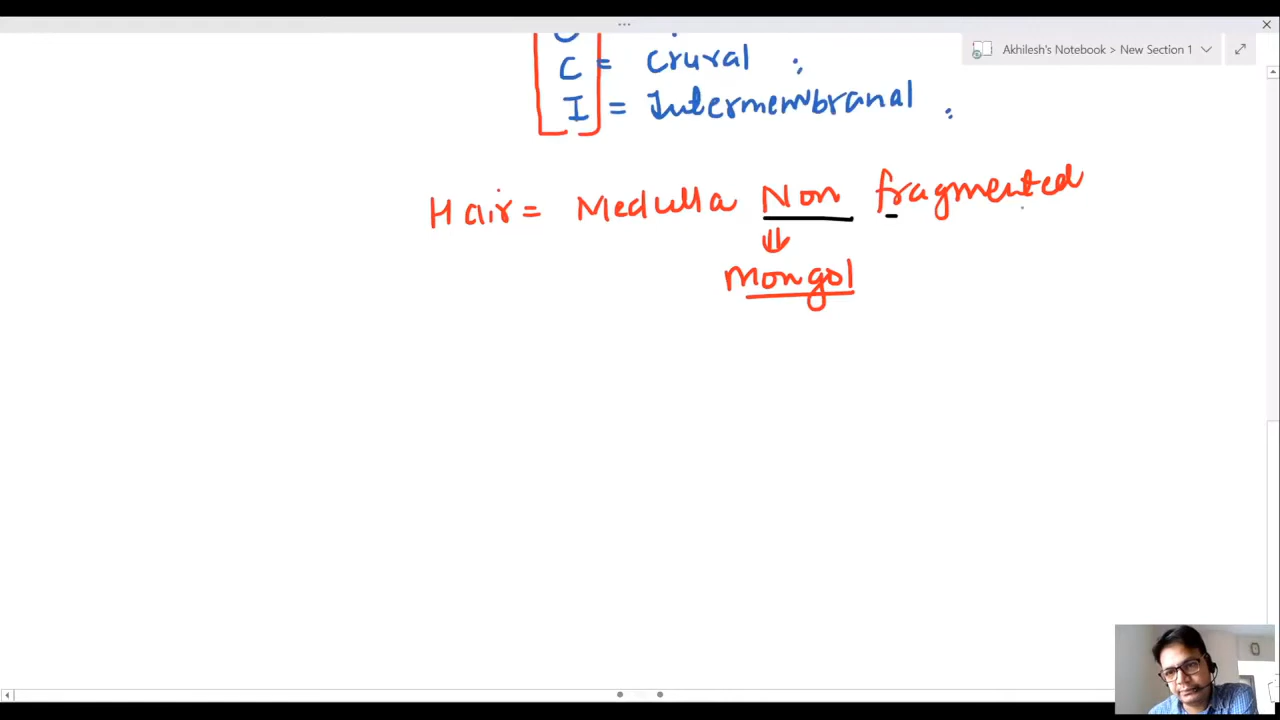 Akhilesh's Notebook > New Section 1
C = Crural ;
I = Intermembranal ;
Hair = Medulla Non fragmented
⇓
Mongol